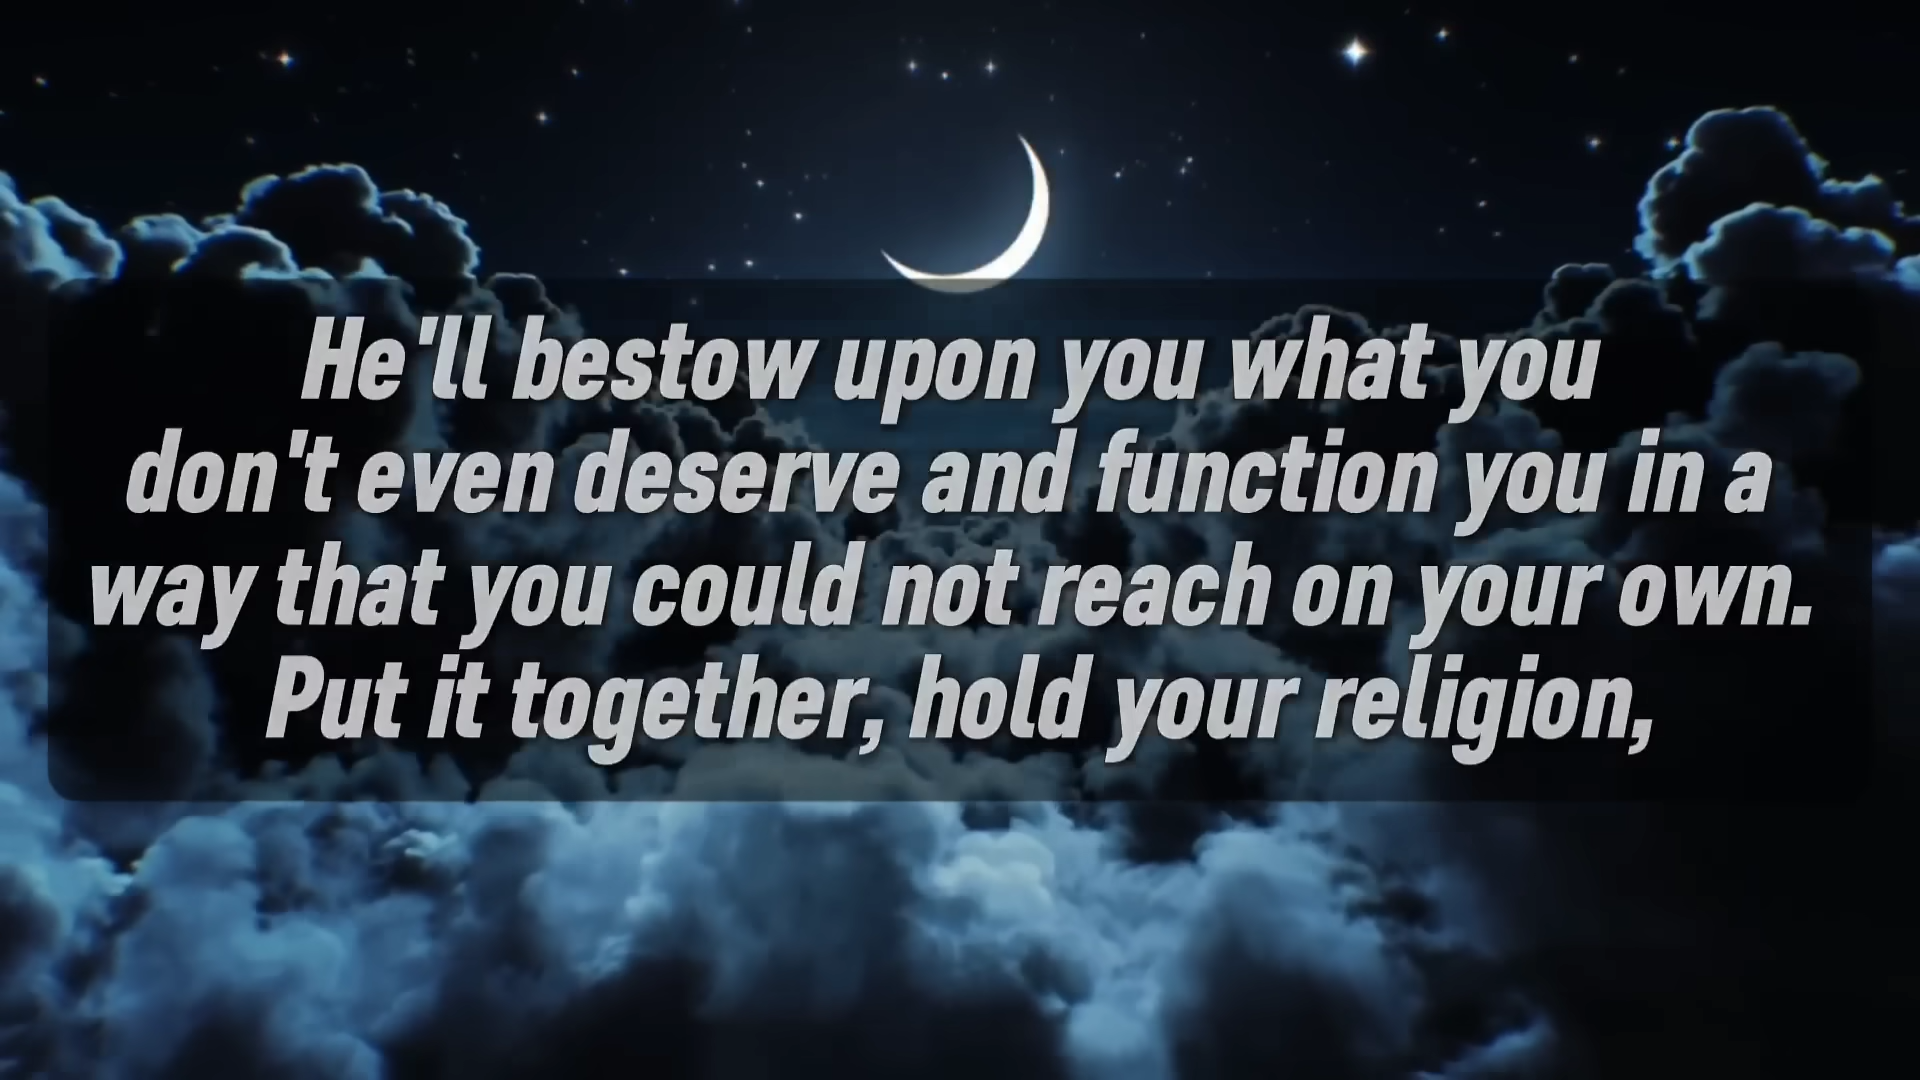 He'll bestow upon you what you
don't even deserve and function you in a
way that you could not reach on your own.
Put it together, hold your religion,